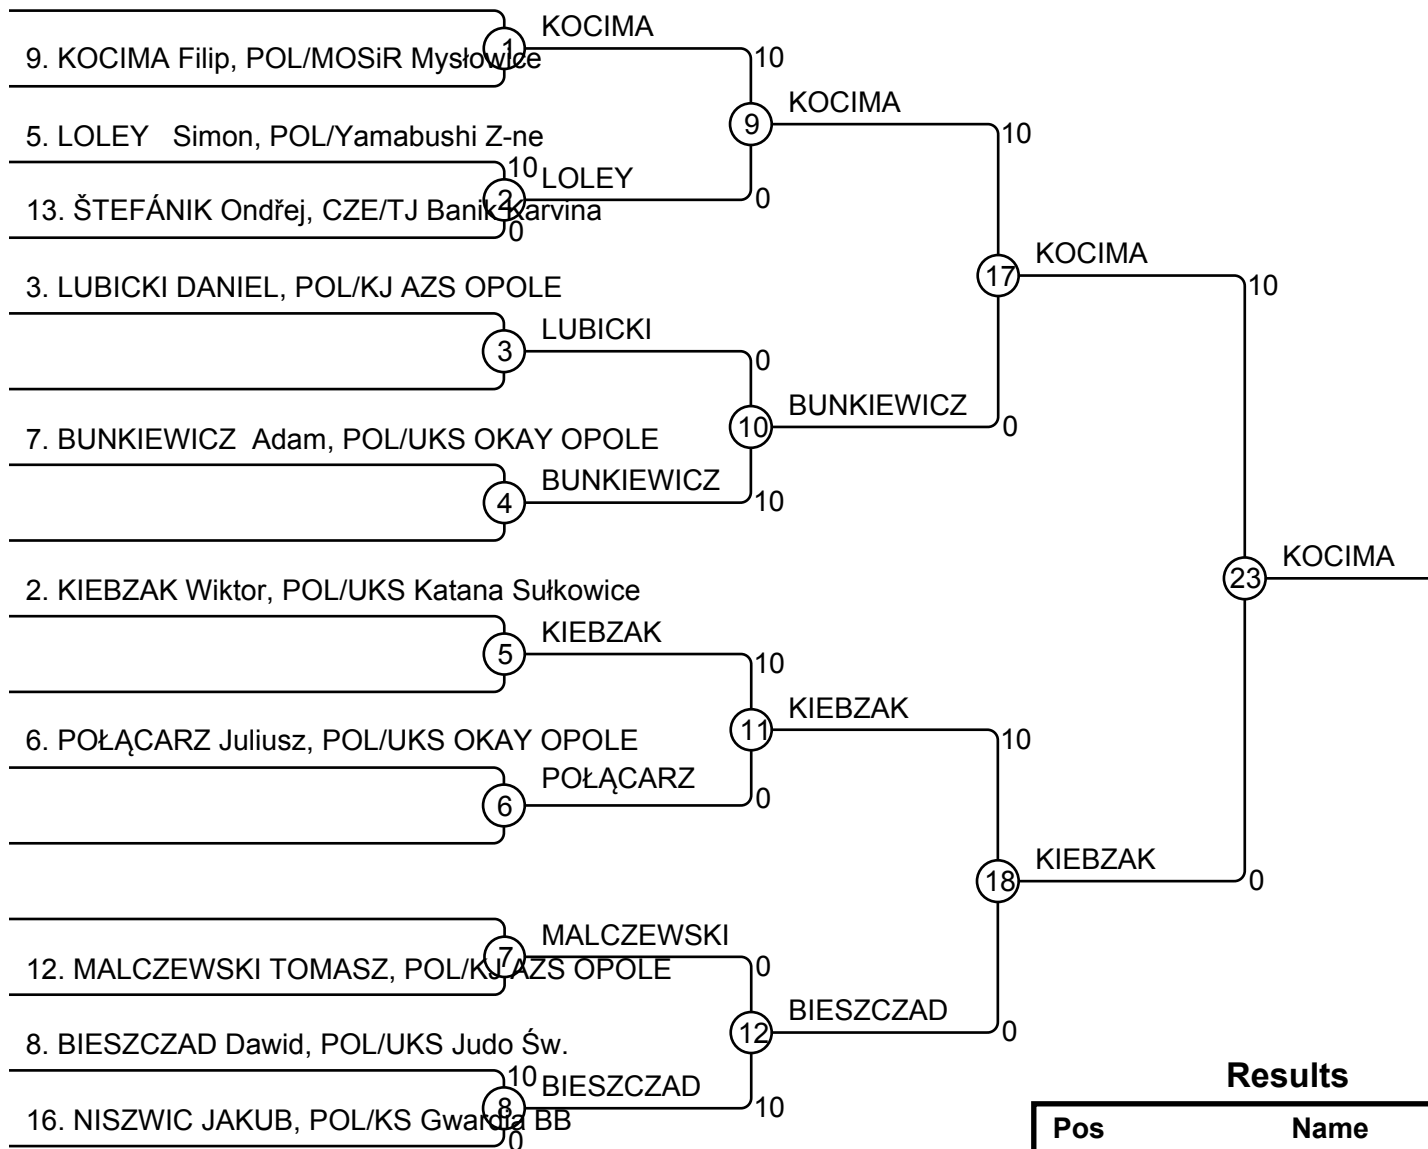 KOCIMA
9. KOCIMA Filip, POL/MOSiR Mysłowice
1
10
KOCIMA
9
5. LOLEY Simon, POL/Yamabushi Z-ne
10
10
LOLEY
2
0
13. ŠTEFÁNIK Ondřej, CZE/TJ Banik Karvina
0
KOCIMA
17
10
3. LUBICKI DANIEL, POL/KJ AZS OPOLE
LUBICKI
3
0
BUNKIEWICZ
10
0
7. BUNKIEWICZ Adam, POL/UKS OKAY OPOLE
BUNKIEWICZ
4
10
KOCIMA
23
2. KIEBZAK Wiktor, POL/UKS Katana Sułkowice
KIEBZAK
5
10
KIEBZAK
11
10
6. POŁĄCARZ Juliusz, POL/UKS OKAY OPOLE
POŁĄCARZ
6
0
KIEBZAK
18
0
MALCZEWSKI
7
0
12. MALCZEWSKI TOMASZ, POL/KJ AZS OPOLE
BIESZCZAD
12
0
8. BIESZCZAD Dawid, POL/UKS Judo Św.
10
BIESZCZAD
8
10
16. NISZWIC JAKUB, POL/KS Gwardia BB
0
Results
Pos Name